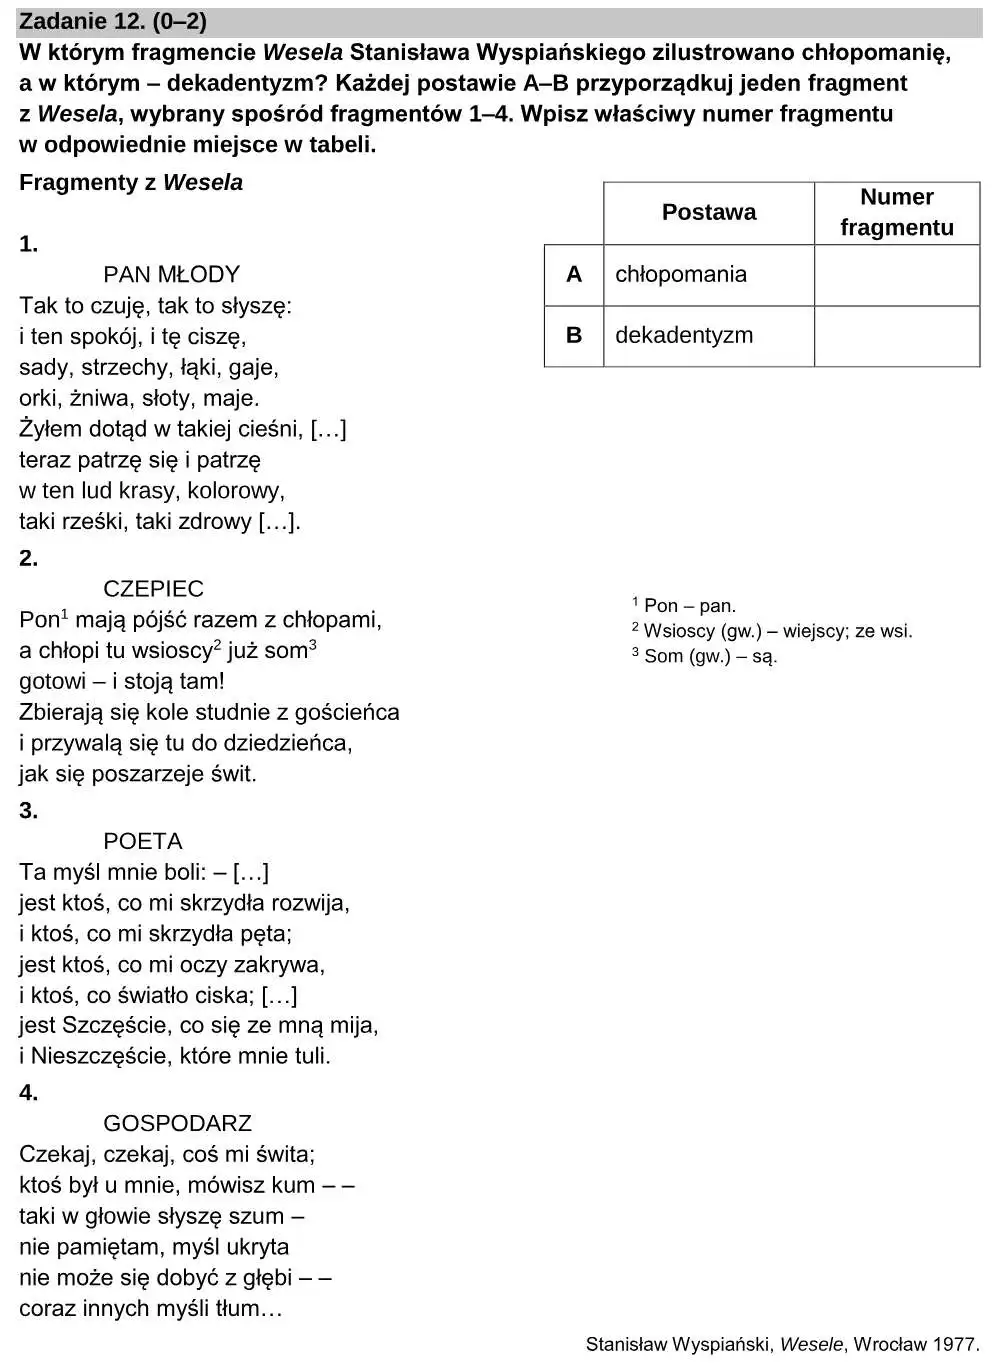 Zadanie 12. (0–2)
W którym fragmencie Wesela Stanisława Wyspiańskiego zilustrowano chłopomanię,
a w którym – dekadentyzm? Każdej postawie A–B przyporządkuj jeden fragment
z Wesela, wybrany spośród fragmentów 1–4. Wpisz właściwy numer fragmentu
w odpowiednie miejsce w tabeli.
Fragmenty z Wesela
Postawa
Numer
fragmentu
A chłopomania
B dekadentyzm
1.
PAN MŁODY
Tak to czuję, tak to słyszę:
i ten spokój, i tę ciszę,
sady, strzechy, łąki, gaje,
orki, żniwa, słoty, maje.
Żyłem dotąd w takiej cieśni, […]
teraz patrzę się i patrzę
w ten lud krasy, kolorowy,
taki rześki, taki zdrowy […].
2.
CZEPIEC
Pon¹ mają pójść razem z chłopami,
a chłopi tu wsioscy² już som³
gotowi – i stoją tam!
Zbierają się kole studnie z gościeńca
i przywalą się tu do dziedzieńca,
jak się poszarzeje świt.
¹ Pon – pan.
² Wsioscy (gw.) – wiejscy; ze wsi.
³ Som (gw.) – są.
3.
POETA
Ta myśl mnie boli: – […]
jest ktoś, co mi skrzydła rozwija,
i ktoś, co mi skrzydła pęta;
jest ktoś, co mi oczy zakrywa,
i ktoś, co światło ciska; […]
jest Szczęście, co się ze mną mija,
i Nieszczęście, które mnie tuli.
4.
GOSPODARZ
Czekaj, czekaj, coś mi świta;
ktoś był u mnie, mówisz kum – –
taki w głowie słyszę szum –
nie pamiętam, myśl ukryta
nie może się dobyć z głębi – –
coraz innych myśli tłum…
Stanisław Wyspiański, Wesele, Wrocław 1977.